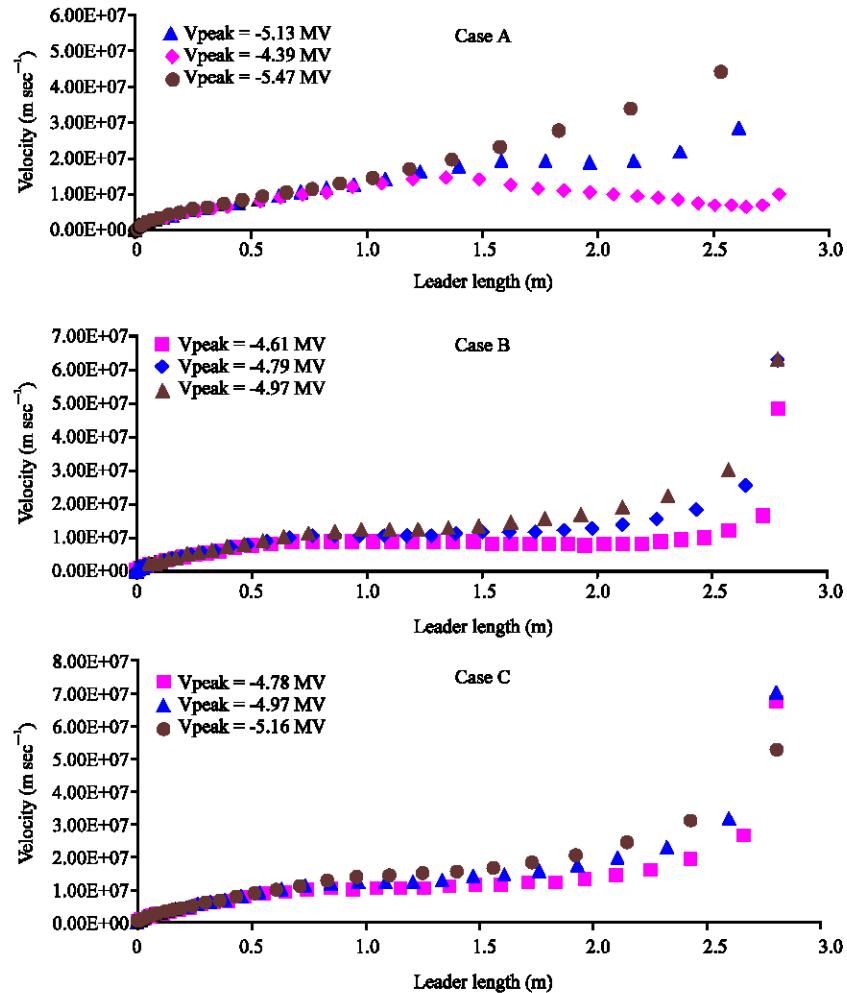 6.00E+07
Vpeak = -5.13 MV
Case A
Vpeak = -4.39 MV
5.00E+07
Vpeak = -5.47 MV
4.00E+07
3.00E+07
2.00E+07
1.00E+07
0.00E+00
Velocity (m sec⁻¹)
0 0.5 1.0 1.5 2.0 2.5 3.0
Leader length (m)
7.00E+07
Vpeak = -4.61 MV
Case B
Vpeak = -4.79 MV
6.00E+07
Vpeak = -4.97 MV
5.00E+07
4.00E+07
3.00E+07
2.00E+07
1.00E+07
0.00E+00
Velocity (m sec⁻¹)
0.0 0.5 1.0 1.5 2.0 2.5 3.0
Leader length (m)
8.00E+07
Vpeak = -4.78 MV
Case C
7.00E+07
Vpeak = -4.97 MV
Vpeak = -5.16 MV
6.00E+07
5.00E+07
4.00E+07
3.00E+07
2.00E+07
1.00E+07
0.00E+00
Velocity (m sec⁻¹)
0.0 0.5 1.0 1.5 2.0 2.5 3.0
Leader length (m)